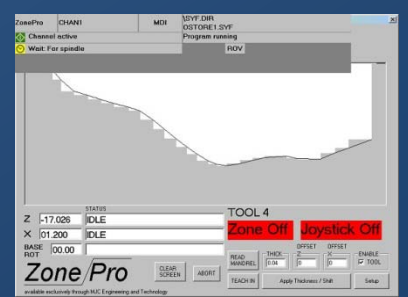 ZonePro CHAN1 MDI \SYF.DIR
OSTORE1.SYF
Channel active Program running
Wait: For spindle ROV
STATUS
Z -17.026 IDLE
X 01.200 IDLE
BASE ROT 00.00
TOOL 4
Zone Off Joystick Off
READ MANDREL THICK 0.04 OFFSET Z 0 OFFSET X 0 ENABLE TOOL
Zone/Pro CLEAR SCREEN ABORT
TEACH IN Apply Thickness / Shift Setup
available exclusively through MJC Engineering and Technology